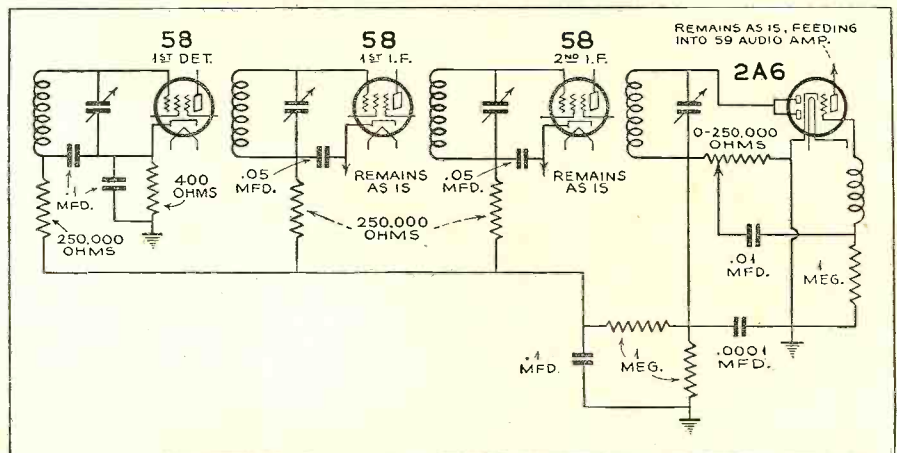 58
1ST DET.
58
1ST I.F.
58
2ND I.F.
REMAINS AS IS, FEEDING
INTO 59 AUDIO AMP.
2A6
0-250,000
OHMS
.1
MFD.
400
OHMS
250,000
OHMS
.05
MFD.
REMAINS
AS IS
250,000
OHMS
.05
MFD.
REMAINS
AS IS
.01
MFD.
1
MEG.
.1
MFD.
1
MEG.
.0001
MFD.